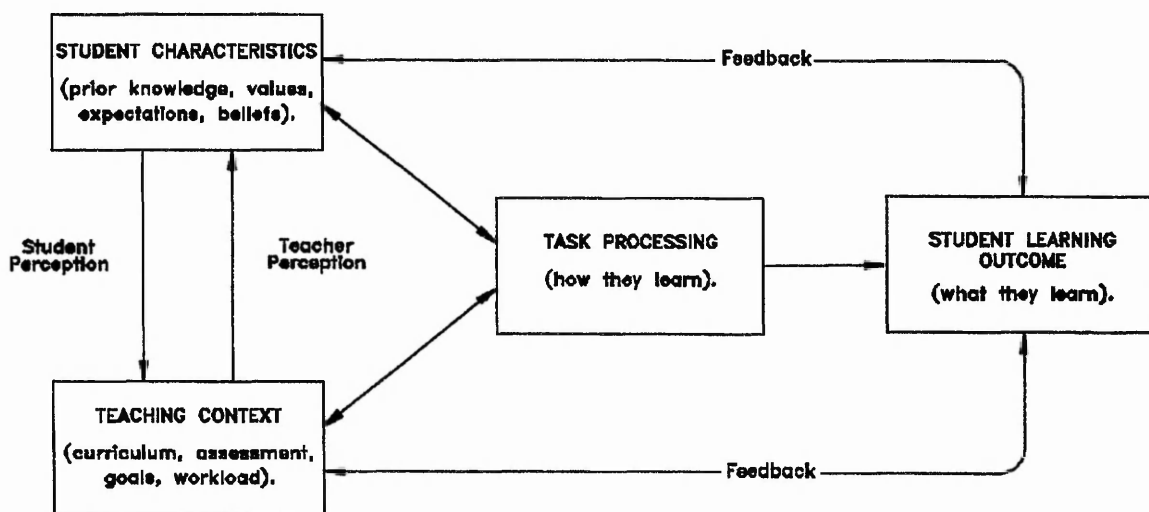 STUDENT CHARACTERISTICS
(prior knowledge, values,
expectations, beliefs).
Feedback
Student
Perception
Teacher
Perception
TASK PROCESSING
(how they learn).
STUDENT LEARNING
OUTCOME
(what they learn).
TEACHING CONTEXT
(curriculum, assessment,
goals, workload).
Feedback